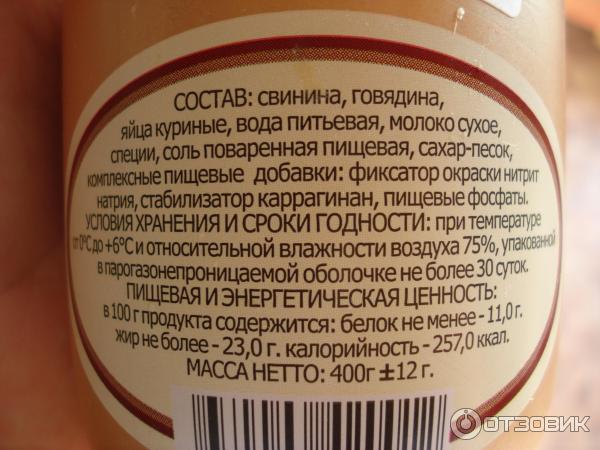 СОСТАВ: свинина, говядина,
яйца куриные, вода питьевая, молоко сухое,
специи, соль поваренная пищевая, сахар-песок,
комплексные пищевые добавки: фиксатор окраски нитрит
натрия, стабилизатор каррагинан, пищевые фосфаты.
УСЛОВИЯ ХРАНЕНИЯ И СРОКИ ГОДНОСТИ: при температуре
от 0°С до +6°С и относительной влажности воздуха 75%, упакованной
в парогазонепроницаемой оболочке не более 30 суток.
ПИЩЕВАЯ И ЭНЕРГЕТИЧЕСКАЯ ЦЕННОСТЬ:
в 100 г продукта содержится: белок не менее - 11,0 г.
жир не более - 23,0 г. калорийность - 257,0 ккал.
МАССА НЕТТО: 400г ±12 г.
ОТЗОВИК